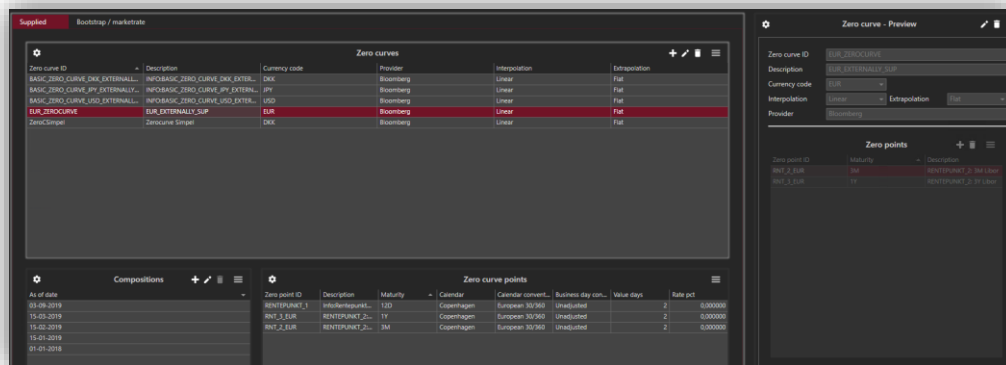 Supplied Bootstrap / marketrate
Zero curves
Zero curve ID Description Currency code Provider Interpolation Extrapolation
BASIC_ZERO_CURVE_DKK_EXTERNALL... INFO:BASIC_ZERO_CURVE_DKK_EXTER... DKK Bloomberg Linear Flat
BASIC_ZERO_CURVE_JPY_EXTERNALLY... INFO:BASIC_ZERO_CURVE_JPY_EXTERN... JPY Bloomberg Linear Flat
BASIC_ZERO_CURVE_USD_EXTERNALL... INFO:BASIC_ZERO_CURVE_USD_EXTER... USD Bloomberg Linear Flat
EUR_ZEROCURVE EUR_EXTERNALLY_SUP EUR Bloomberg Linear Flat
ZeroCSimpel Zerocurve Simpel DKK Bloomberg Linear Flat
Compositions
As of date
03-09-2019
15-03-2019
15-02-2019
15-01-2019
01-01-2018
Zero curve points
Zero point ID Description Maturity Calendar Calendar convent... Business day con... Value days Rate pct
RENTEPUNKT_1 InfoRentepunkt... 12D Copenhagen European 30/360 Unadjusted 2 0,000000
RNT_3_EUR RENTEPUNKT_2:... 1Y Copenhagen European 30/360 Unadjusted 2 0,000000
RNT_2_EUR RENTEPUNKT_2:... 3M Copenhagen European 30/360 Unadjusted 2 0,000000
Zero curve - Preview
Zero curve ID EUR_ZEROCURVE
Description EUR_EXTERNALLY_SUP
Currency code EUR
Interpolation Linear Extrapolation Flat
Provider Bloomberg
Zero points
Zero point ID Maturity Description
RNT_2_EUR 3M RENTEPUNKT_2: 3M Libor
RNT_3_EUR 1Y RENTEPUNKT_2: 1Y Libor